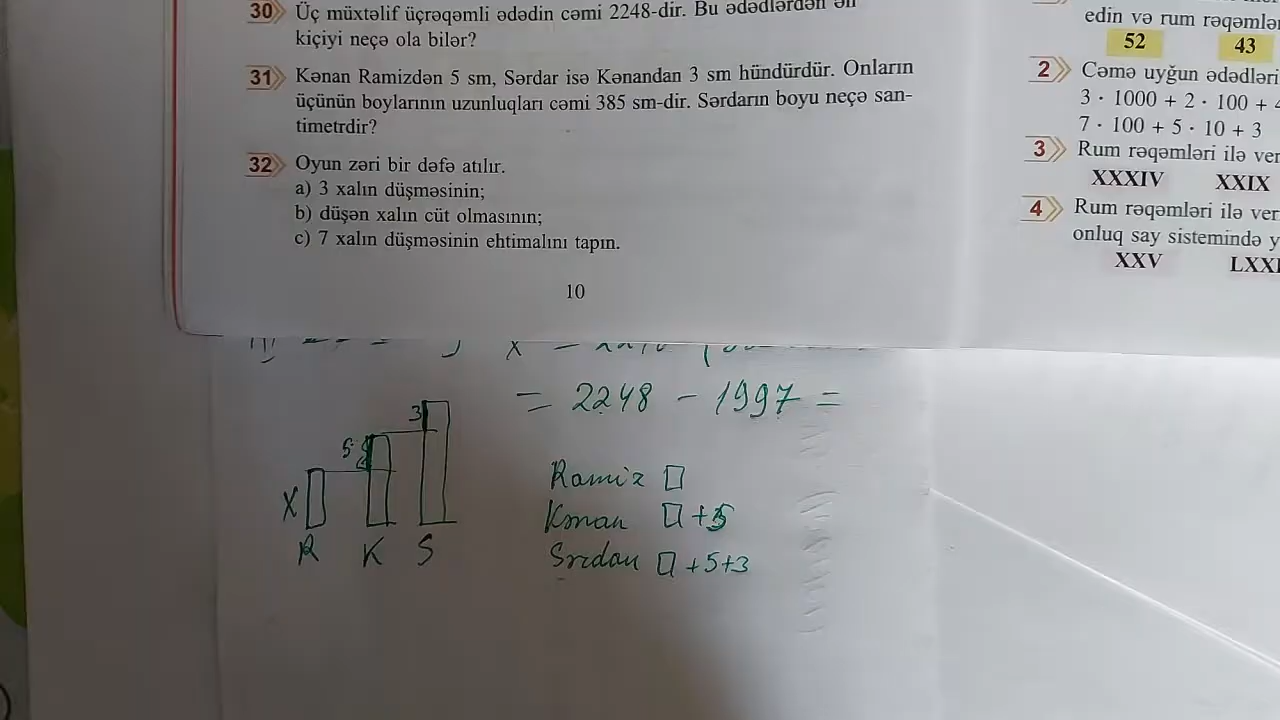 30 Üç müxtəlif üçrəqəmli ədədin cəmi 2248-dir. Bu ədədlərdən ən
kiçiyi neçə ola bilər?
31 Kənan Ramizdən 5 sm, Sərdar isə Kənandan 3 sm hündürdür. Onların
üçünün boylarının uzunluqları cəmi 385 sm-dir. Sərdarın boyu neçə san-
timetrdir?
32 Oyun zəri bir dəfə atılır.
a) 3 xalın düşməsinin;
b) düşən xalın cüt olmasının;
c) 7 xalın düşməsinin ehtimalını tapın.
10
edin və rum rəqəmlə
52 43
2 Cəmə uyğun ədədləri
3 · 1000 + 2 · 100 +
7 · 100 + 5 · 10 + 3
3 Rum rəqəmləri ilə ver
XXXIV XXIX
4 Rum rəqəmləri ilə ver
onluq say sistemində y
XXV LXX
= 2248 - 1997 =
3
5
X
R K S
Ramiz □
Knan □+5
Srdan □+5+3